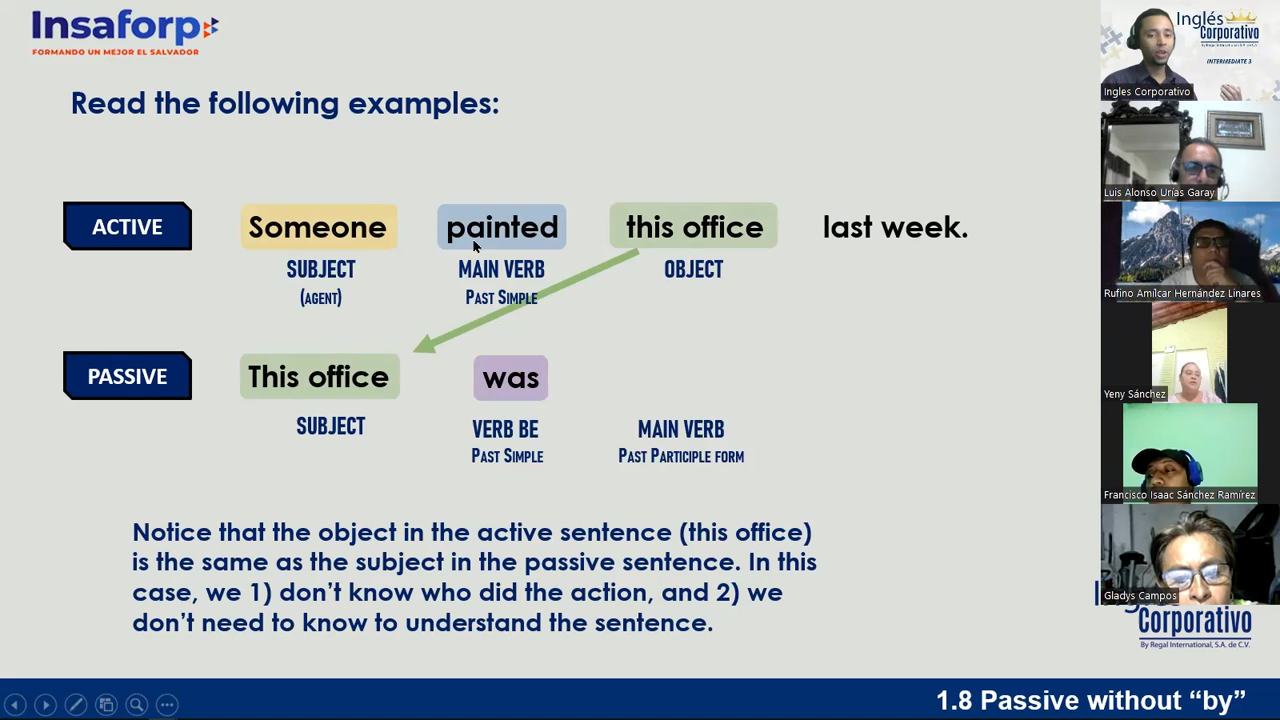 Insaforp
FORMANDO UN MEJOR EL SALVADOR
Read the following examples:
ACTIVE
Someone painted this office last week.
SUBJECT MAIN VERB OBJECT
(AGENT) PAST SIMPLE
PASSIVE
This office was
SUBJECT VERB BE MAIN VERB
PAST SIMPLE PAST PARTICIPLE FORM
Notice that the object in the active sentence (this office)
is the same as the subject in the passive sentence. In this
case, we 1) don’t know who did the action, and 2) we
don’t need to know to understand the sentence.
1.8 Passive without “by”
Inglés
Corporativo
By Regal International, S.A. de C.V.
INTERMEDIATE 3
Ingles Corporativo
Luis Alonso Urías Garay
Rufino Amílcar Hernández Linares
Yeny Sánchez
Francisco Isaac Sánchez Ramírez
Gladys Campos
Corporativo
By Regal International, S.A. de C.V.